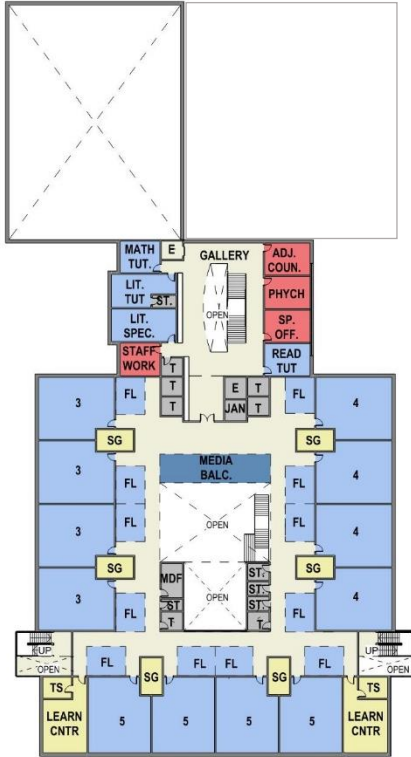 MATH
TUT.
E
GALLERY
ADJ.
COUN.
LIT.
TUT
ST.
PHYCH
OPEN
LIT.
SPEC.
SP.
OFF.
STAFF
WORK
T
READ
TUT
3
FL
T
T
E
T
JAN
T
FL
4
SG
SG
3
FL
MEDIA
BALC.
FL
4
3
FL
OPEN
FL
4
SG
SG
MDF
ST.
ST.
3
FL
ST
OPEN
ST.
FL
4
T
T
UP
OPEN
UP
OPEN
FL
FL
FL
FL
TS
SG
SG
TS
LEARN
CNTR
5
5
5
5
LEARN
CNTR